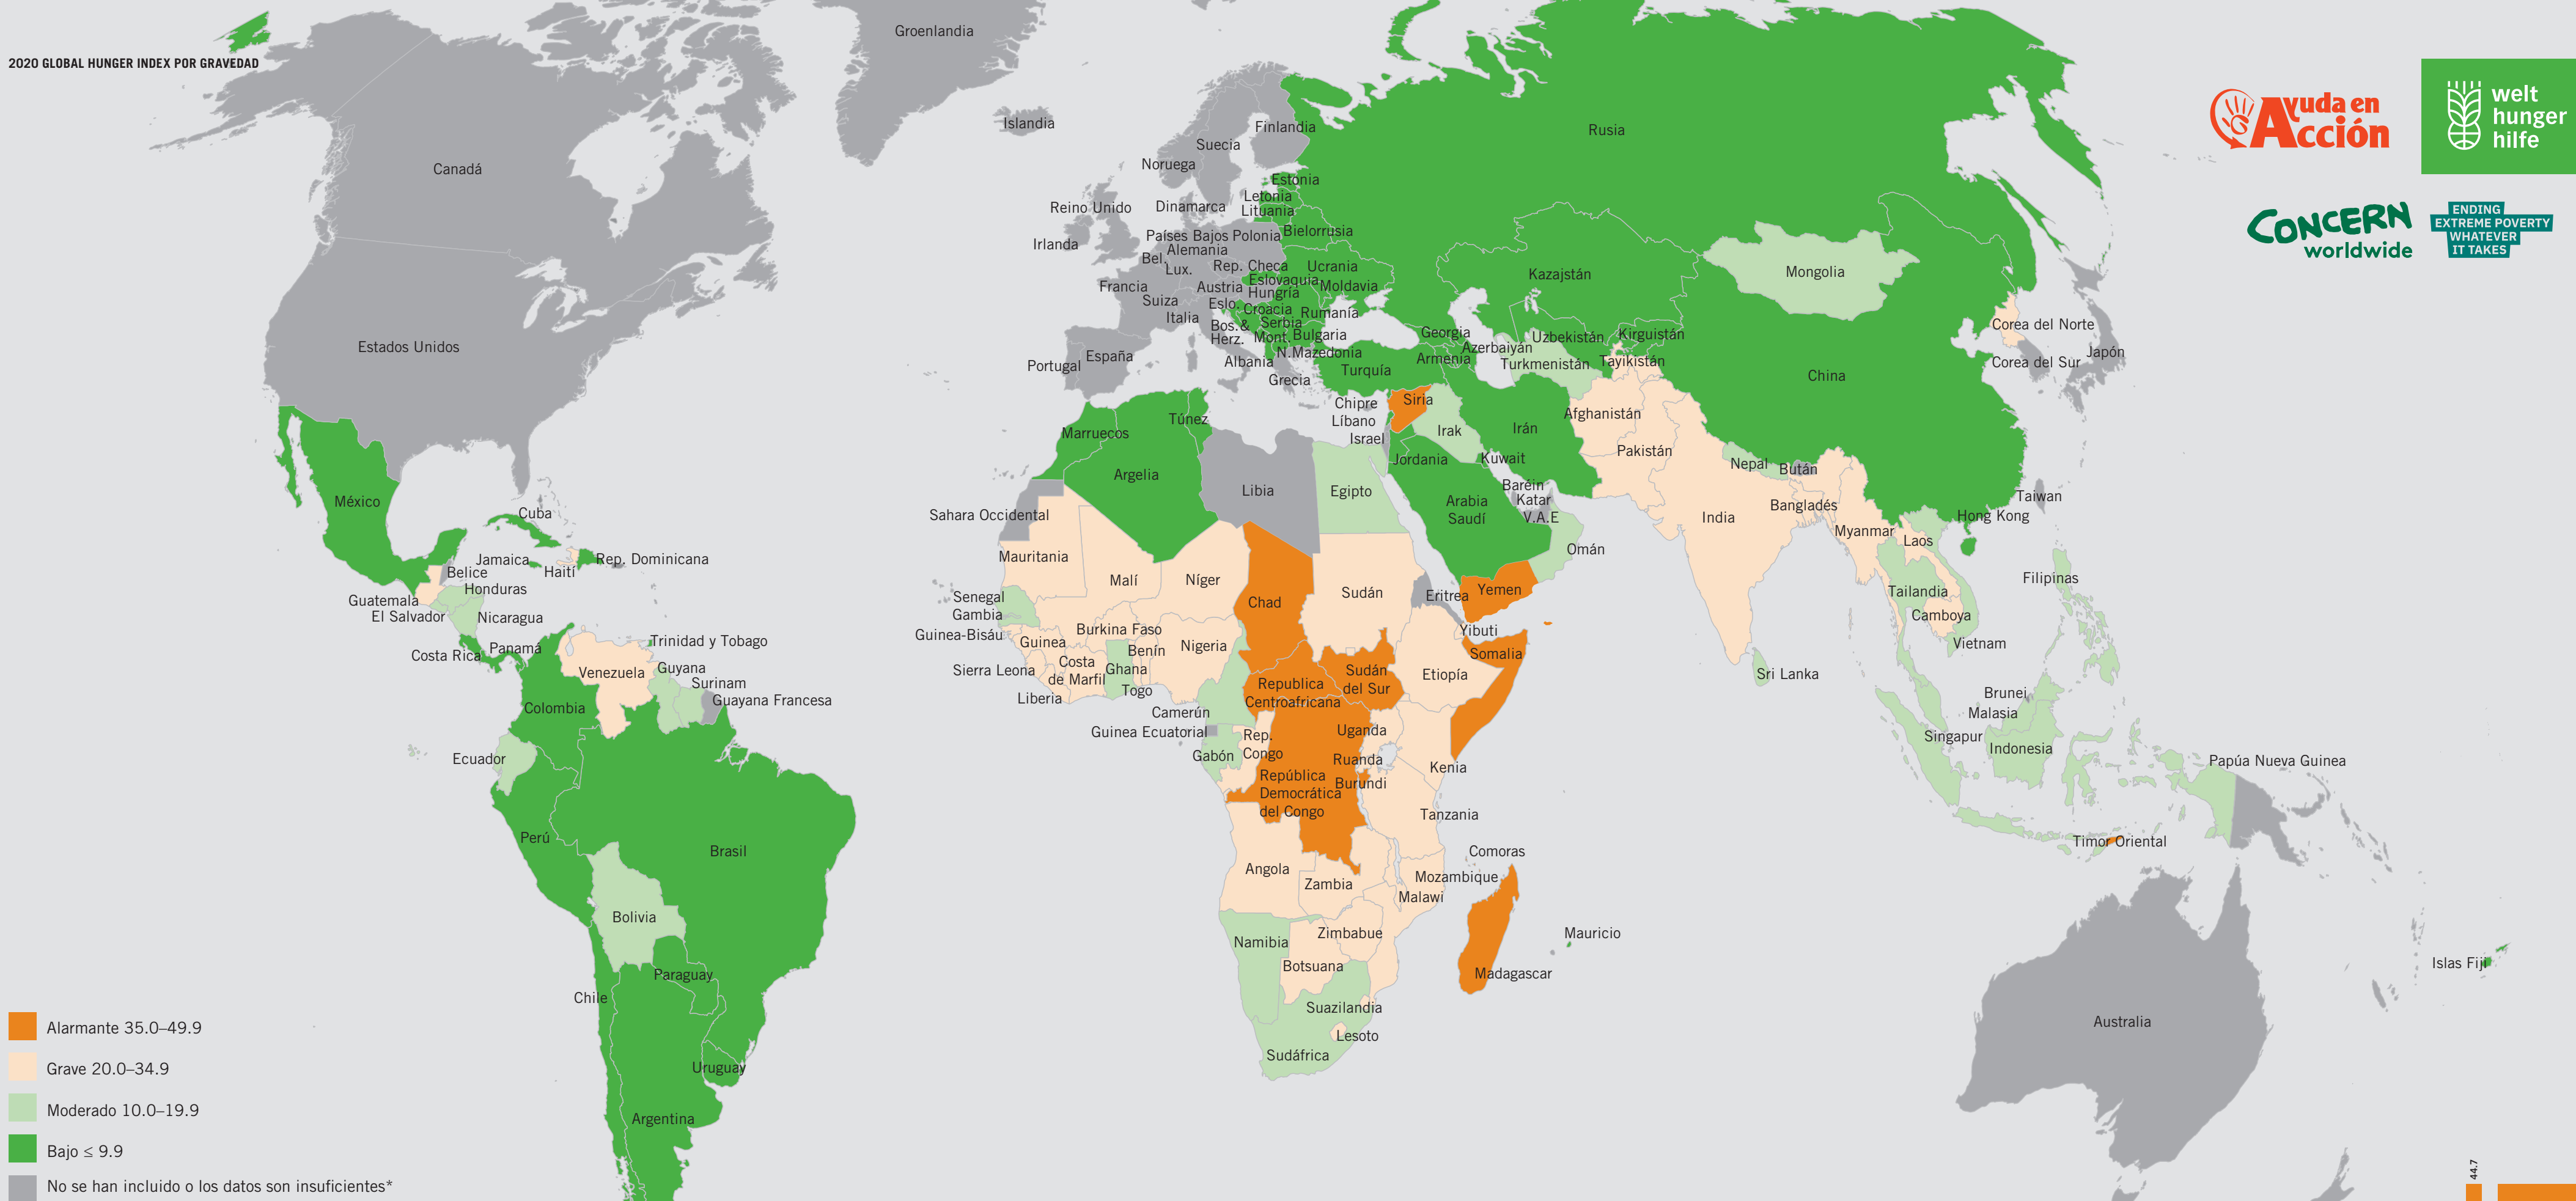 2020 GLOBAL HUNGER INDEX POR GRAVEDAD
Ayuda en
Acción
welt
hunger
hilfe
CONCERN
worldwide
ENDING
EXTREME POVERTY
WHATEVER
IT TAKES
Groenlandia
Islandia
Canadá
Estados Unidos
México
Cuba
Jamaica
Haití
Rep. Dominicana
Belice
Honduras
Guatemala
El Salvador
Nicaragua
Costa Rica
Panamá
Trinidad y Tobago
Venezuela
Guyana
Surinam
Guayana Francesa
Colombia
Ecuador
Perú
Brasil
Bolivia
Paraguay
Chile
Uruguay
Argentina
Finlandia
Suecia
Noruega
Estonia
Letonia
Lituania
Reino Unido
Dinamarca
Irlanda
Países Bajos
Polonia
Bielorrusia
Alemania
Bel.
Lux.
Rep. Checa
Ucrania
Eslovaquia
Moldavia
Francia
Austria
Hungría
Suiza
Eslo.
Croacia
Rumanía
Italia
Bos.&
Herz.
Serbia
Mont.
Bulgaria
N.Mazedonia
Albania
Grecia
Portugal
España
Turquía
Rusia
Kazajstán
Mongolia
Georgia
Azerbaiyán
Armenia
Uzbekistán
Kirguistán
Turkmenistán
Tayikistán
China
Corea del Norte
Corea del Sur
Japón
Chipre
Líbano
Israel
Siria
Irak
Irán
Jordania
Kuwait
Baréin
Katar
V.A.E
Arabia
Saudí
Omán
Yemen
Afghanistán
Pakistán
Nepal
Bután
India
Bangladés
Myanmar
Laos
Taiwan
Hong Kong
Tailandia
Camboya
Vietnam
Filipinas
Sri Lanka
Brunei
Malasia
Singapur
Indonesia
Papúa Nueva Guinea
Timor Oriental
Marruecos
Túnez
Argelia
Libia
Egipto
Sahara Occidental
Mauritania
Malí
Níger
Chad
Sudán
Eritrea
Yibuti
Somalia
Senegal
Gambia
Guinea-Bisáu
Guinea
Burkina Faso
Benín
Nigeria
Sierra Leona
Costa
de Marfil
Ghana
Liberia
Togo
Camerún
Guinea Ecuatorial
Gabón
Rep.
Congo
Republica
Centroafricana
Sudán
del Sur
Etiopía
Uganda
Ruanda
Kenia
Burundi
República
Democrática
del Congo
Tanzania
Comoras
Angola
Zambia
Mozambique
Malawi
Zimbabue
Namibia
Botsuana
Madagascar
Mauricio
Suazilandia
Lesoto
Sudáfrica
Australia
Islas Fiji
Alarmante 35.0–49.9
Grave 20.0–34.9
Moderado 10.0–19.9
Bajo ≤ 9.9
No se han incluido o los datos son insuficientes*
44.7